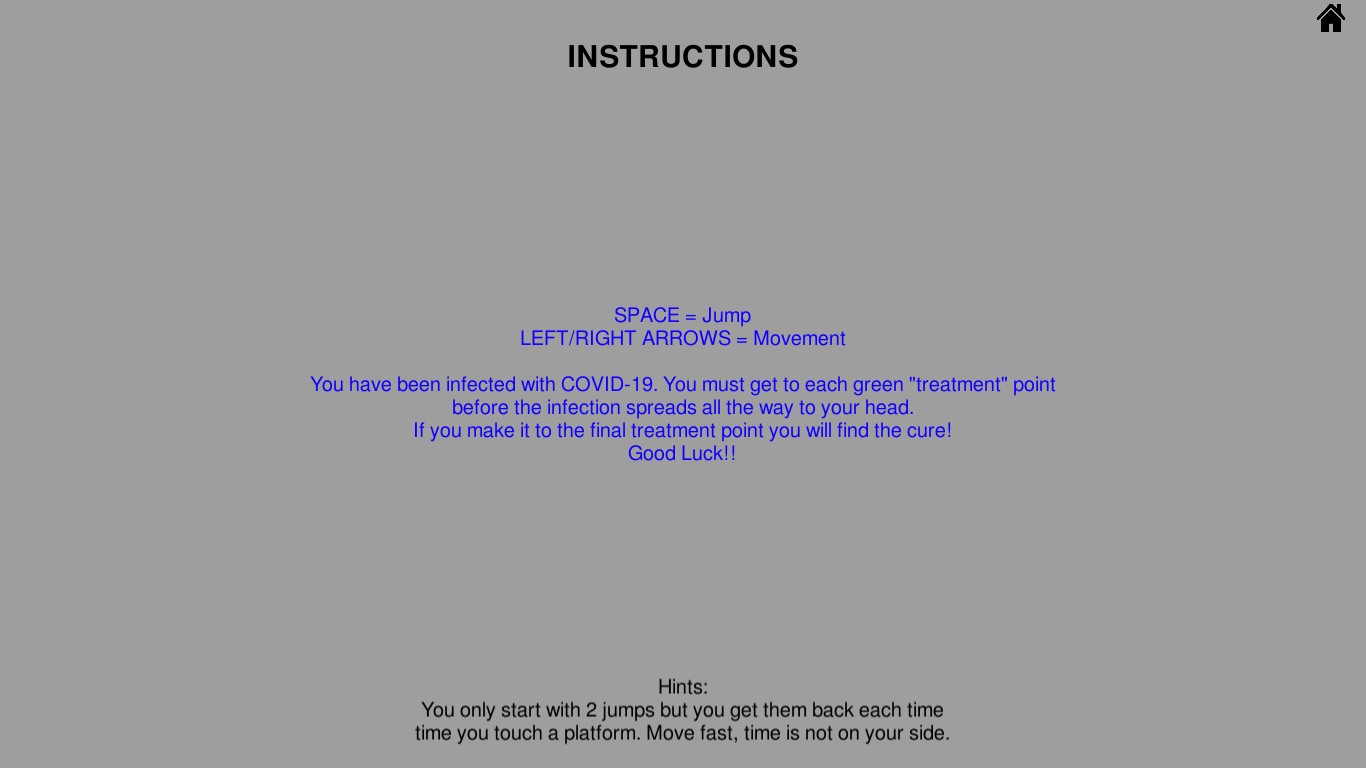 INSTRUCTIONS
SPACE = Jump
LEFT/RIGHT ARROWS = Movement
You have been infected with COVID-19. You must get to each green "treatment" point
before the infection spreads all the way to your head.
If you make it to the final treatment point you will find the cure!
Good Luck!!
Hints:
You only start with 2 jumps but you get them back each time
time you touch a platform. Move fast, time is not on your side.